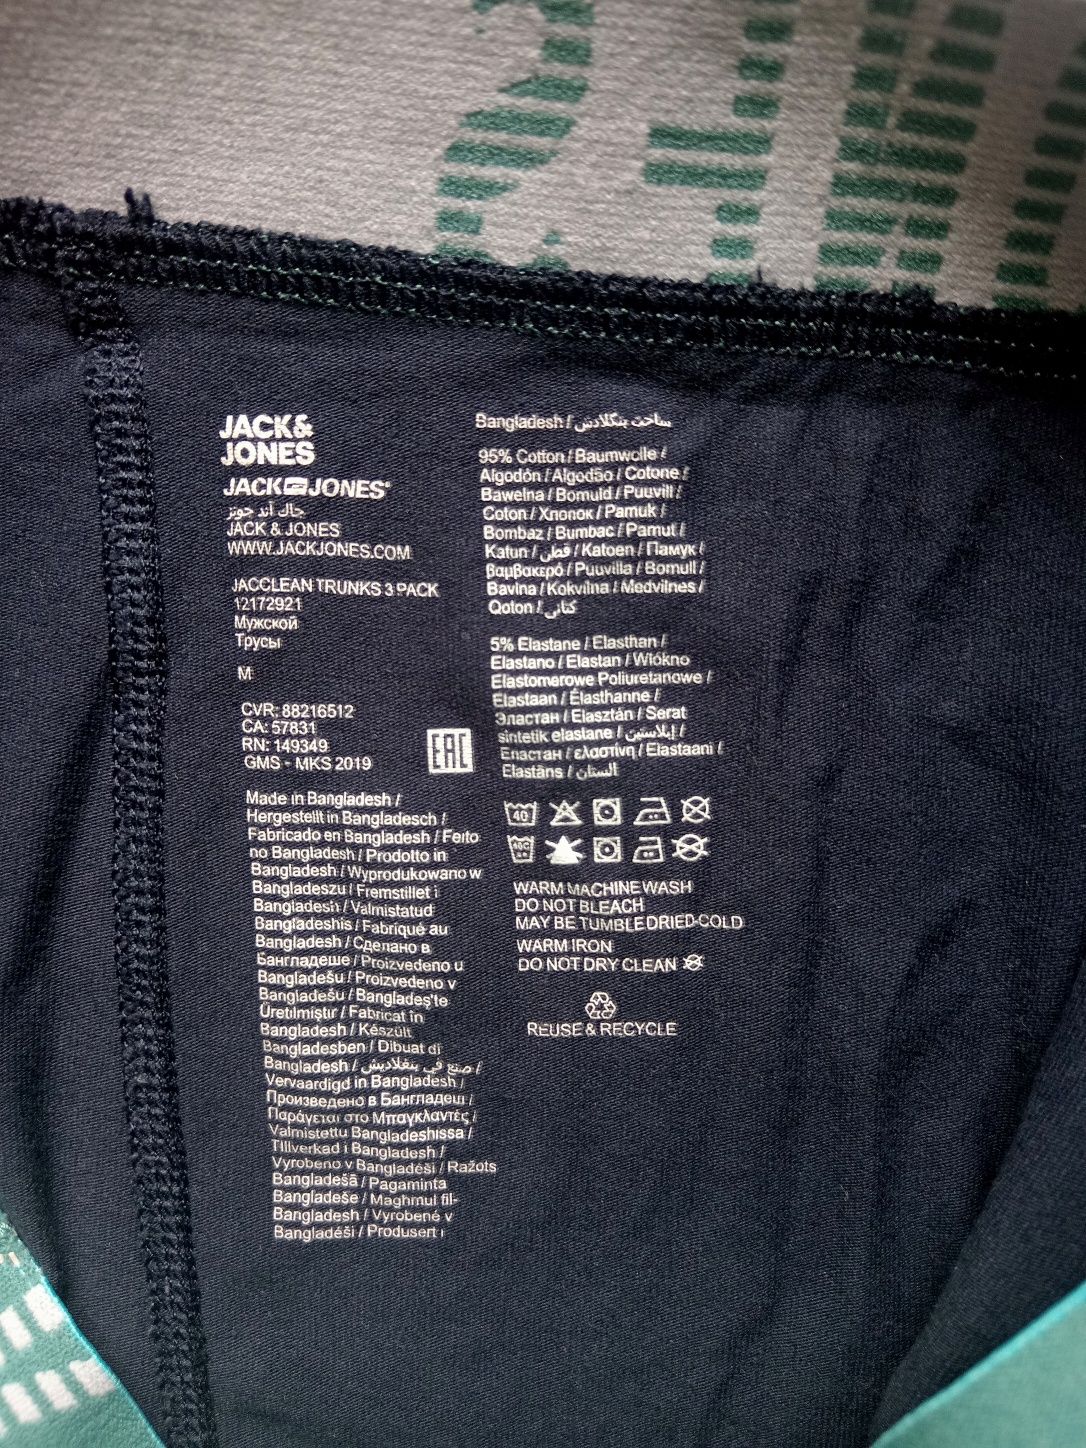 JACK&
JONES
JACK JONES®
جاك أند جونز
JACK & JONES
WWW.JACKJONES.COM
JACCLEAN TRUNKS 3 PACK
12172921
Мужской
Трусы
M
CVR: 88216512
CA: 57831
RN: 149349
GMS - MKS 2019
EAC
Made in Bangladesh /
Hergestellt in Bangladesch /
Fabricado en Bangladesh / Feito
no Bangladesh / Prodotto in
Bangladesh / Wyprodukowano w
Bangladeszu / Fremstillet i
Bangladesh / Valmistatud
Bangladeshis / Fabriqué au
Bangladesh / Сделано в
Бангладеше / Proizvedeno u
Bangladešu / Proizvedeno v
Bangladešu / Bangladeş'te
Üretilmiştir / Fabricat în
Bangladesh / Készült
Bangladesben / Dibuat di
Bangladesh / صنع في بنغلاديش /
Vervaardigd in Bangladesh /
Произведено в Бангладеш /
Παράγεται στο Μπαγκλαντές /
Valmistettu Bangladeshissa /
Tillverkad i Bangladesh /
Vyrobeno v Bangladéši / Ražots
Bangladešā / Pagaminta
Bangladeše / Maghmul fil-
Bangladesh / Vyrobené v
Bangladéši / Produsert i
Bangladesh / ساخت بنگلادش
95% Cotton / Baumwolle /
Algodón / Algodão / Cotone /
Bawełna / Bomuld / Puuvill /
Coton / Хлопок / Pamuk /
Bombaz / Bumbac / Pamut /
Katun / قطن / Katoen / Памук /
βαμβακερό / Puuvilla / Bomull /
Bavlna / Kokvilna / Medvilnės /
Qoton / كتانى
5% Elastane / Elasthan /
Elastano / Elastan / Włókno
Elastomerowe Poliuretanowe /
Elastaan / Élasthanne /
Эластан / Elasztán / Serat
sintetik elastane / إيلاستين /
Еластан / ελαστίνη / Elastaani /
Elastāns / الستان
40
40C
WARM MACHINE WASH
DO NOT BLEACH
MAY BE TUMBLE DRIED-COLD
WARM IRON
DO NOT DRY CLEAN
REUSE & RECYCLE